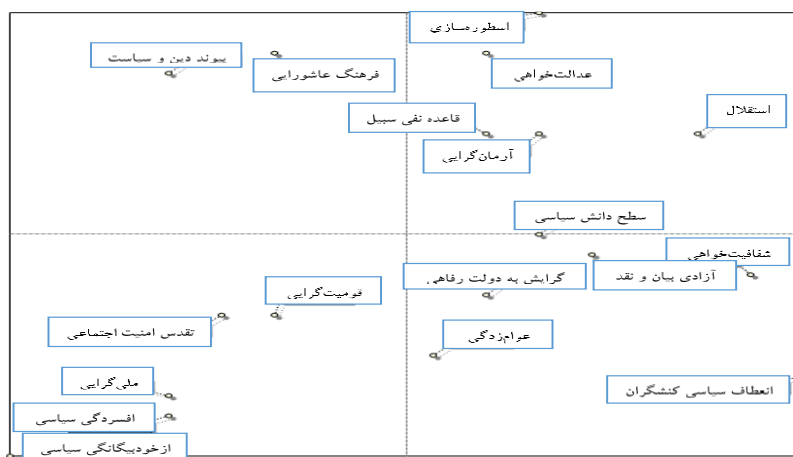 اسطوره‌سازی
پیوند دین و سیاست
فرهنگ عاشورایی
عدالت‌خواهی
استقلال
قاعده نفی سبیل
آرمان‌گرایی
سطح دانش سیاسی
شفافیت‌خواهی
آزادی بیان و نقد
گرایش به دولت رفاهی
قومیت‌گرایی
تقدس امنیت اجتماعی
عوام‌زدگی
ملی‌گرایی
انعطاف سیاسی کنشگران
افسردگی سیاسی
ازخودبیگانگی سیاسی